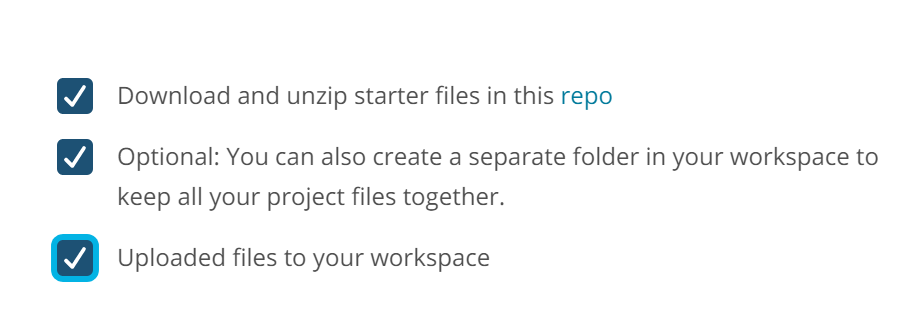 Download and unzip starter files in this repo
Optional: You can also create a separate folder in your workspace to
keep all your project files together.
Uploaded files to your workspace